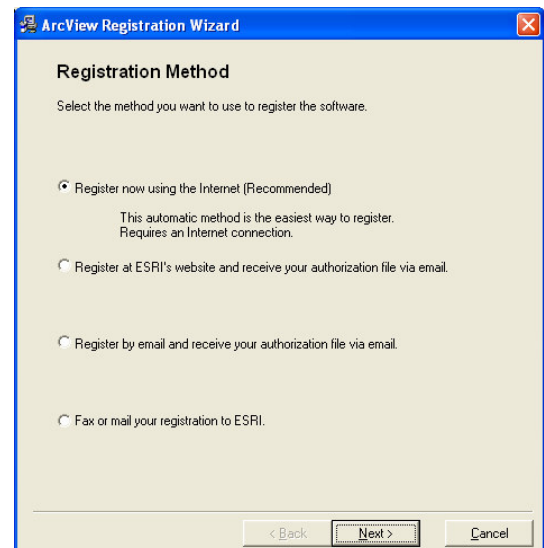 ArcView Registration Wizard
Registration Method
Select the method you want to use to register the software.
Register now using the Internet (Recommended)
This automatic method is the easiest way to register.
Requires an Internet connection.
Register at ESRI's website and receive your authorization file via email.
Register by email and receive your authorization file via email.
Fax or mail your registration to ESRI.
< Back Next > Cancel